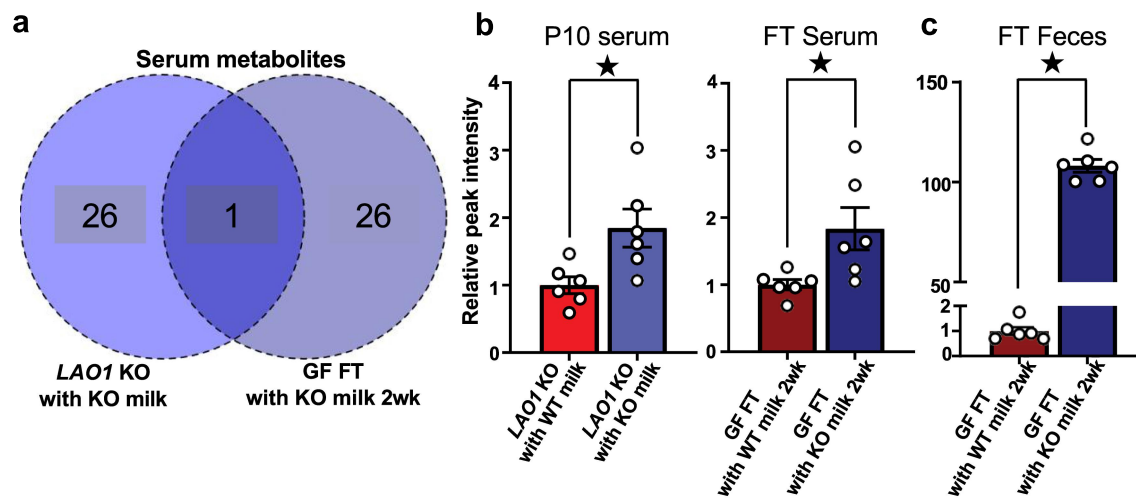 a
Serum metabolites
26
1
26
LAO1 KO
with KO milk
GF FT
with KO milk 2wk
b
P10 serum
★
Relative peak intensity
4
3
2
1
0
LAO1 KO
with WT milk
LAO1 KO
with KO milk
FT Serum
★
4
3
2
1
0
GF FT
with WT milk 2wk
GF FT
with KO milk 2wk
c
FT Feces
★
150
100
50
2
1
0
GF FT
with WT milk 2wk
GF FT
with KO milk 2wk